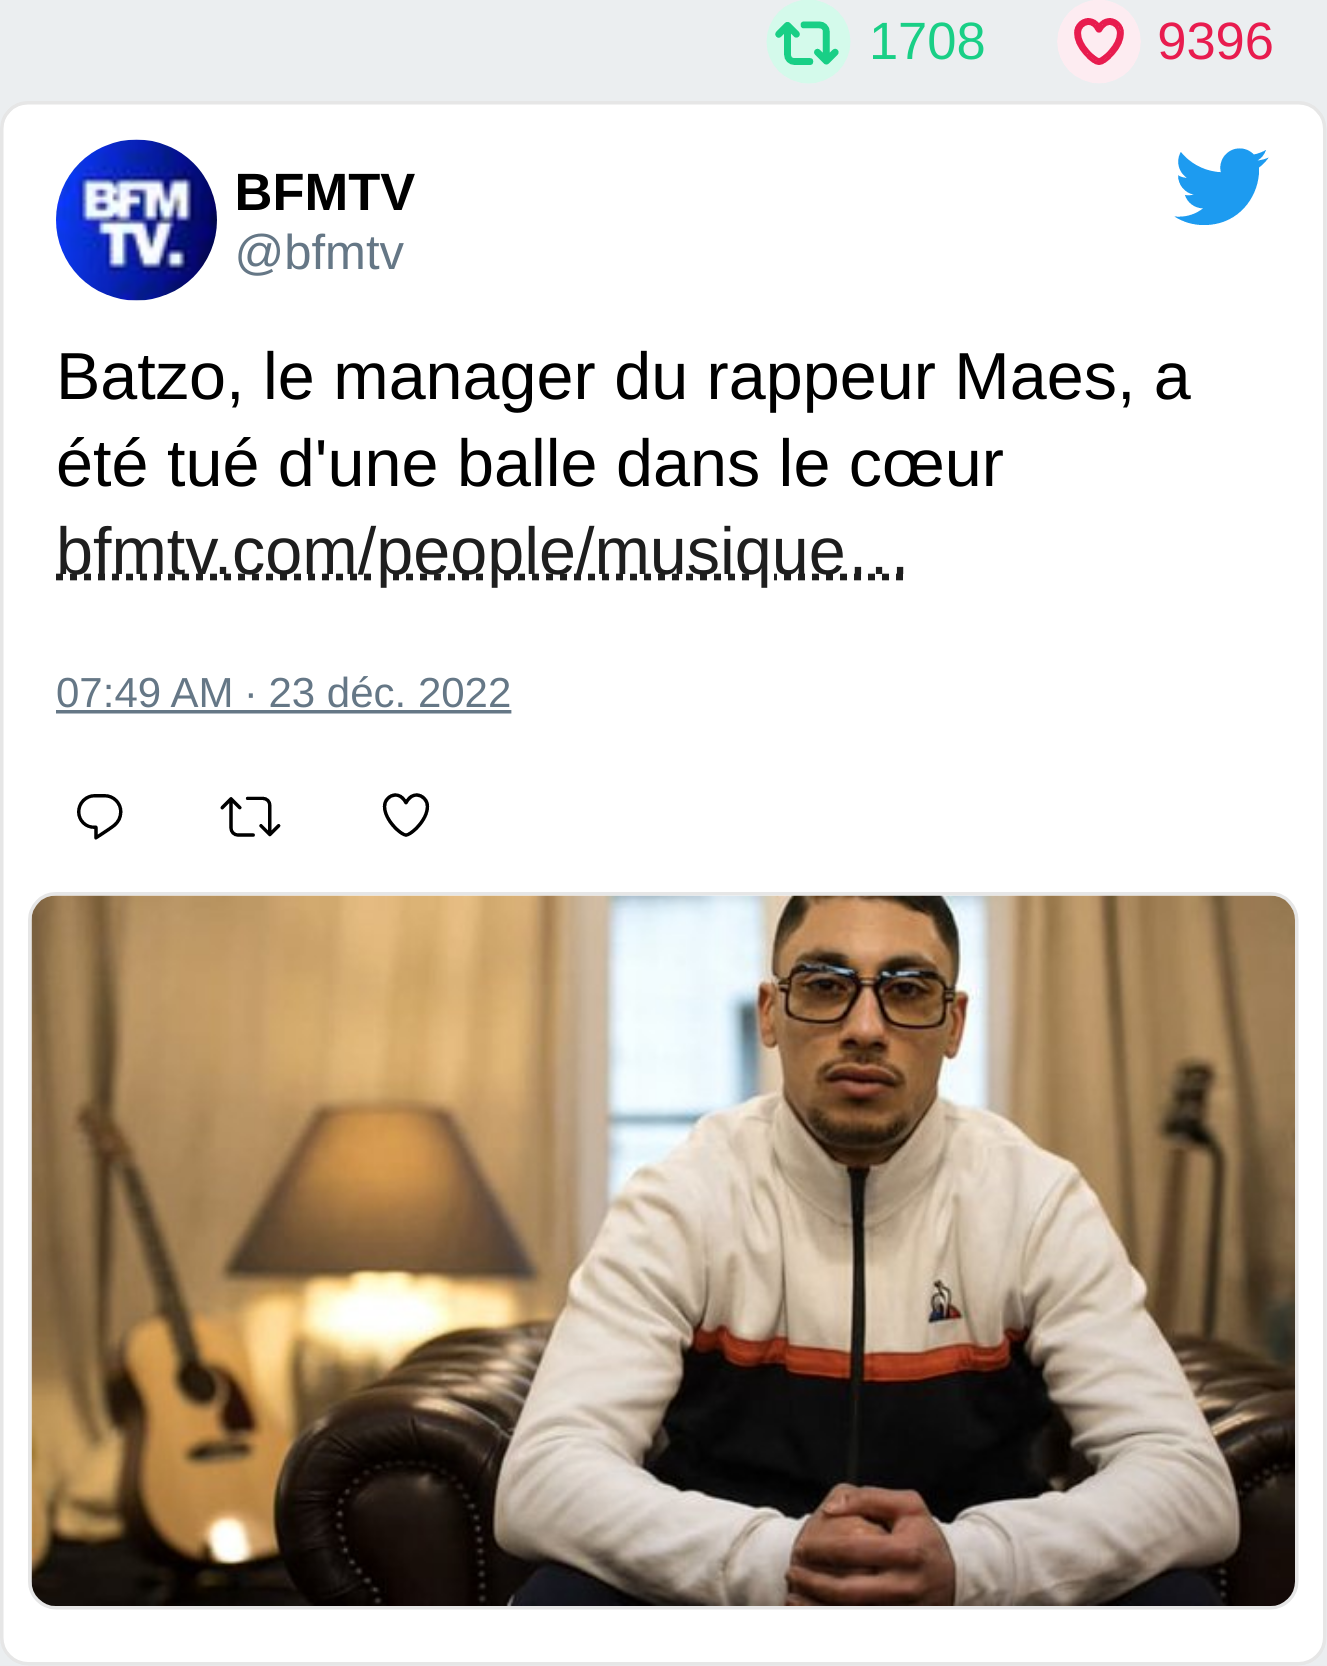 1708 9396
BFM
TV.
BFMTV
@bfmtv
Batzo, le manager du rappeur Maes, a
été tué d'une balle dans le cœur
bfmtv.com/people/musique...
07:49 AM · 23 déc. 2022